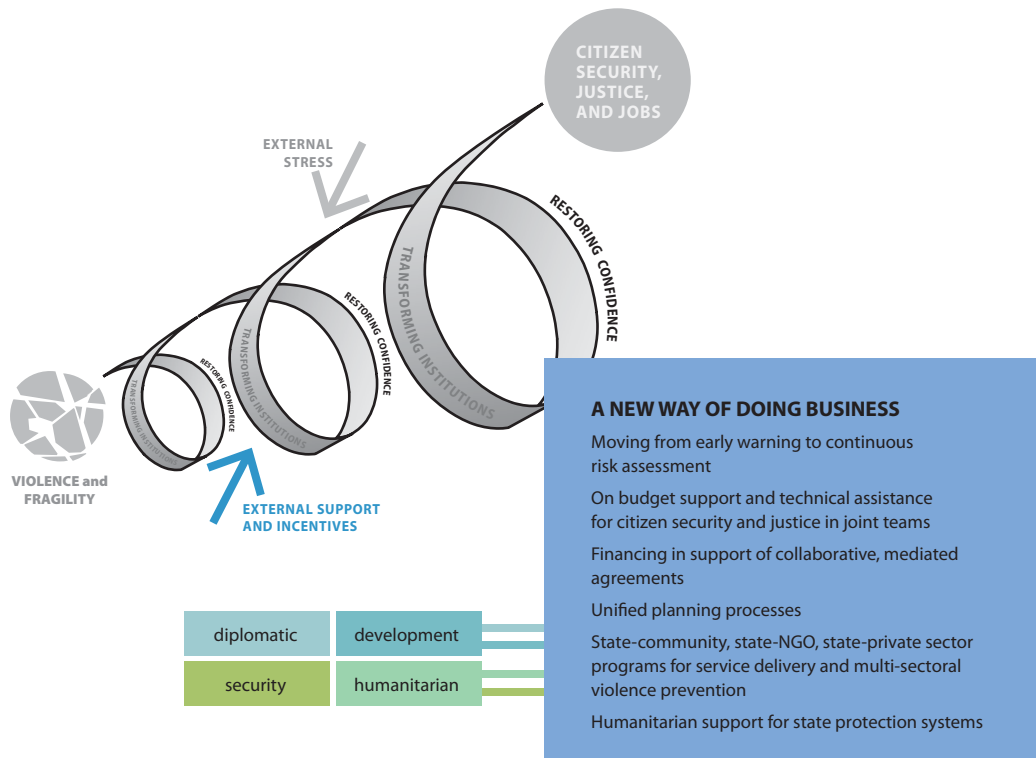 CITIZEN
SECURITY,
JUSTICE,
AND JOBS
EXTERNAL
STRESS
RESTORING CONFIDENCE
TRANSFORMING INSTITUTIONS
RESTORING CONFIDENCE
TRANSFORMING INSTITUTIONS
RESTORING CONFIDENCE
TRANSFORMING INSTITUTIONS
VIOLENCE and
FRAGILITY
EXTERNAL SUPPORT
AND INCENTIVES
A NEW WAY OF DOING BUSINESS
Moving from early warning to continuous
risk assessment
On budget support and technical assistance
for citizen security and justice in joint teams
Financing in support of collaborative, mediated
agreements
Unified planning processes
State-community, state-NGO, state-private sector
programs for service delivery and multi-sectoral
violence prevention
Humanitarian support for state protection systems
diplomatic
development
security
humanitarian